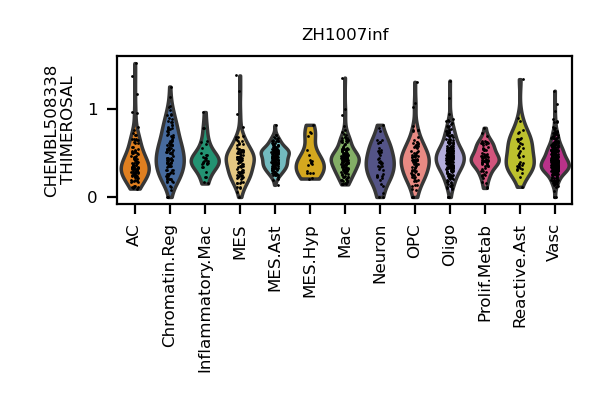 ZH1007inf
CHEMBL508338
THIMEROSAL
1
0
AC
Chromatin.Reg
Inflammatory.Mac
MES
MES.Ast
MES.Hyp
Mac
Neuron
OPC
Oligo
Prolif.Metab
Reactive.Ast
Vasc